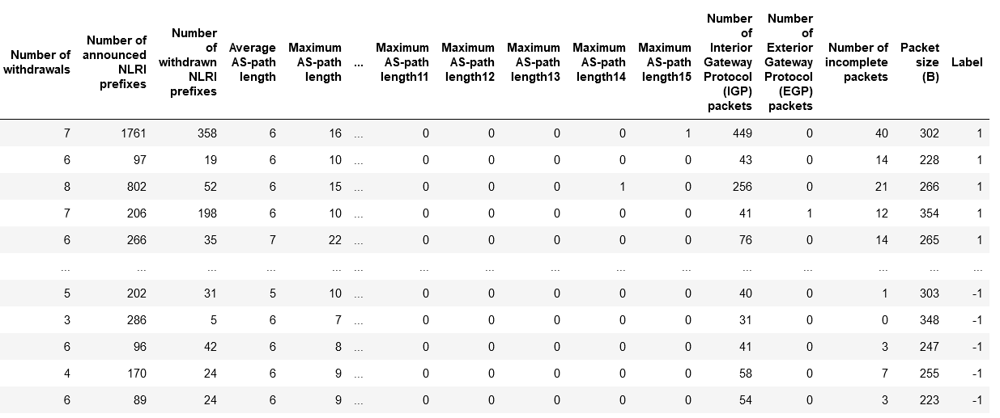 Number of withdrawals Number of announced NLRI prefixes Number of withdrawn NLRI prefixes Average AS-path length Maximum AS-path length ... Maximum AS-path length11 Maximum AS-path length12 Maximum AS-path length13 Maximum AS-path length14 Maximum AS-path length15 Number of Interior Gateway Protocol (IGP) packets Number of Exterior Gateway Protocol (EGP) packets Number of incomplete packets Packet size (B) Label
7 1761 358 6 16 ... 0 0 0 0 1 449 0 40 302 1
6 97 19 6 10 ... 0 0 0 0 0 43 0 14 228 1
8 802 52 6 15 ... 0 0 0 1 0 256 0 21 266 1
7 206 198 6 10 ... 0 0 0 0 0 41 1 12 354 1
6 266 35 7 22 ... 0 0 0 0 0 76 0 14 265 1
... ... ... ... ... ... ... ... ... ... ... ... ... ... ... ...
5 202 31 5 10 ... 0 0 0 0 0 40 0 1 303 -1
3 286 5 6 7 ... 0 0 0 0 0 31 0 0 348 -1
6 96 42 6 8 ... 0 0 0 0 0 41 0 3 247 -1
4 170 24 6 9 ... 0 0 0 0 0 58 0 7 255 -1
6 89 24 6 9 ... 0 0 0 0 0 54 0 3 223 -1